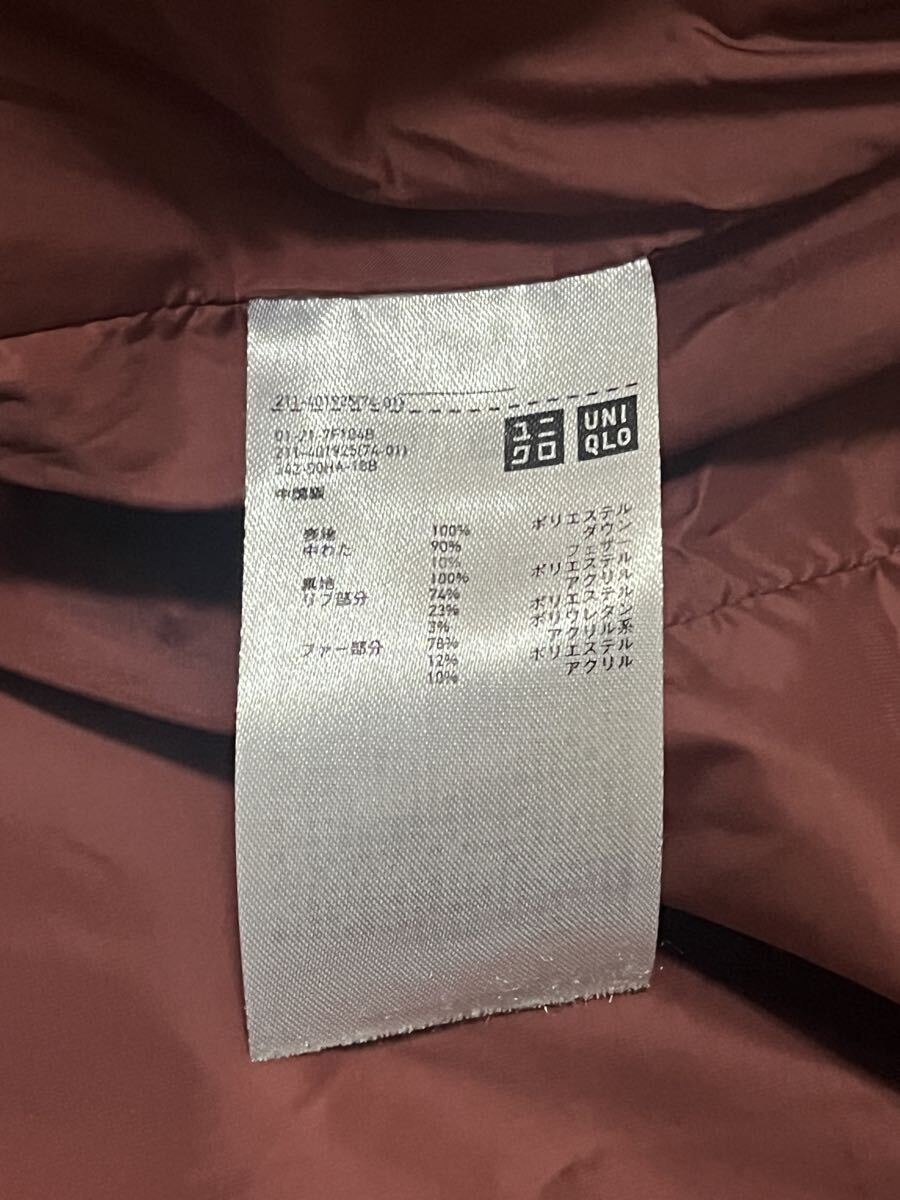 211-401925(74-01)
ユニクロ
UNIQLO
01-21-7F104B
211-401925(74-01)
342-00HA-18B
中国製
表地 100% ポリエステル
中わた 90% ダウン
10% フェザー
裏地 100% ポリエステル
リブ部分 74% アクリル
23% ポリエステル
3% ポリウレタン
ファー部分 78% アクリル系
12% ポリエステル
10% アクリル